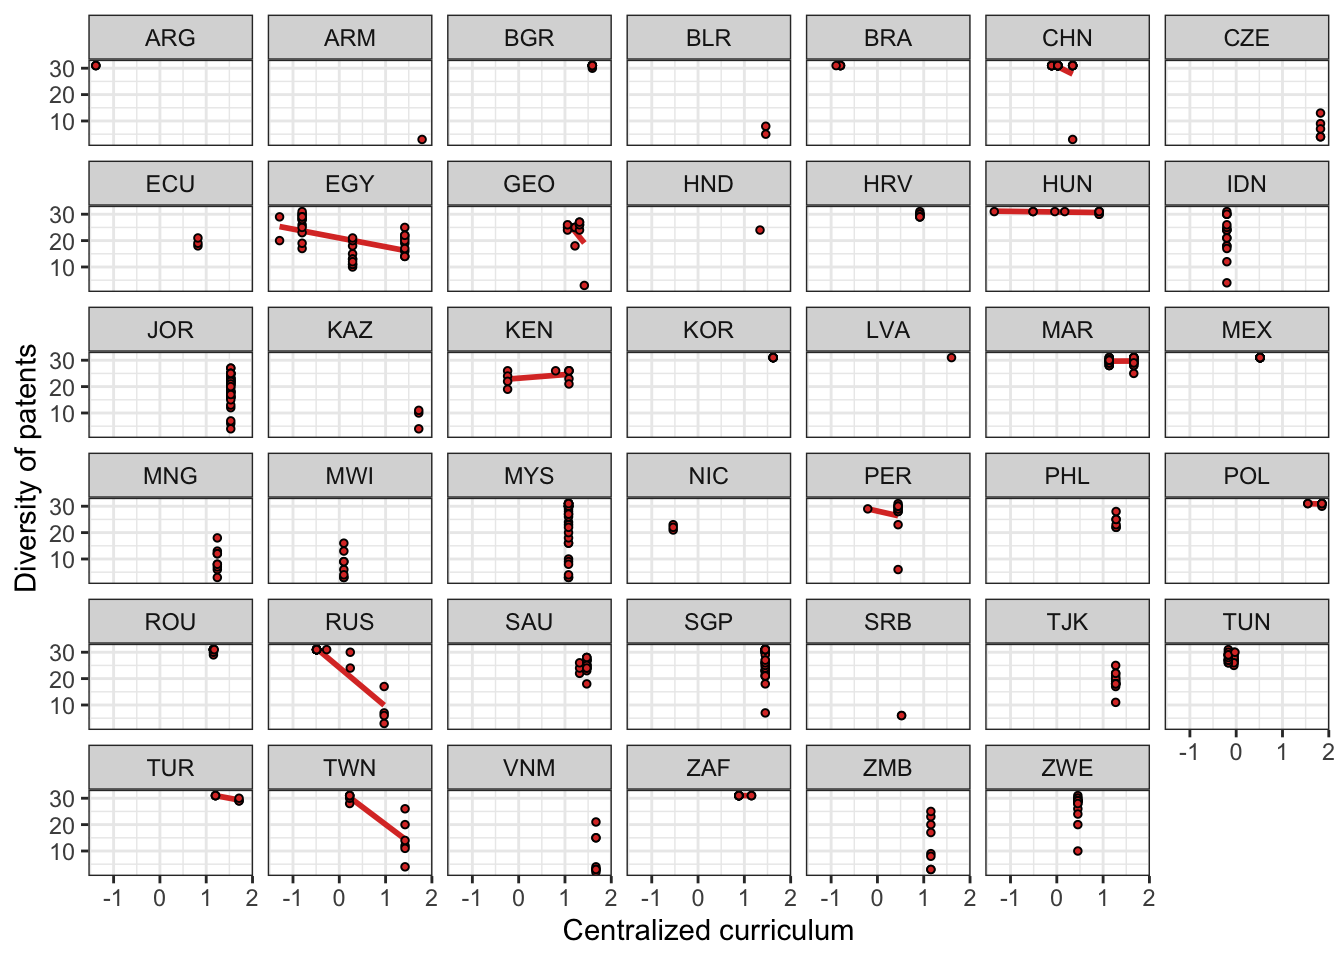 ARG ARM BGR BLR BRA CHN CZE
30
20
10
ECU EGY GEO HND HRV HUN IDN
30
20
10
JOR KAZ KEN KOR LVA MAR MEX
30
20
10
MNG MWI MYS NIC PER PHL POL
30
20
10
ROU RUS SAU SGP SRB TJK TUN
30
20
10
-1 0 1 2
TUR TWN VNM ZAF ZMB ZWE
30
20
10
-1 0 1 2 -1 0 1 2 -1 0 1 2 -1 0 1 2 -1 0 1 2 -1 0 1 2
Centralized curriculum
Diversity of patents